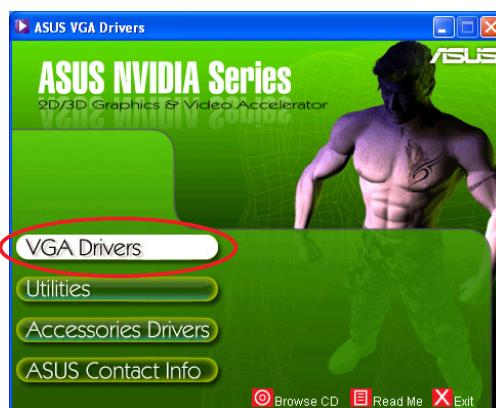 ASUS VGA Drivers
ASUS
ASUS NVIDIA Series
2D/3D Graphics & Video Accelerator
VGA Drivers
Utilities
Accessories Drivers
ASUS Contact Info
Browse CD Read Me Exit